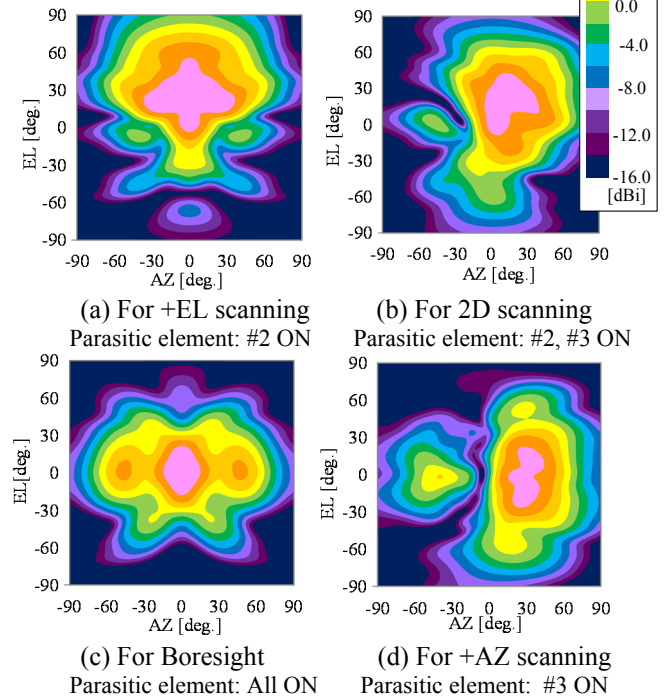 0.0
-4.0
-8.0
-12.0
-16.0
[dBi]
90
60
30
0
-30
-60
-90
EL [deg.]
-90 -60 -30 0 30 60 90
AZ [deg.]
(a) For +EL scanning
Parasitic element: #2 ON
90
60
30
0
-30
-60
-90
EL [deg.]
-90 -60 -30 0 30 60 90
AZ [deg.]
(b) For 2D scanning
Parasitic element: #2, #3 ON
90
60
30
0
-30
-60
-90
EL[deg.]
-90 -60 -30 0 30 60 90
AZ [deg.]
(c) For Boresight
Parasitic element: All ON
90
60
30
0
-30
-60
-90
EL [deg.]
-90 -60 -30 0 30 60 90
AZ [deg.]
(d) For +AZ scanning
Parasitic element: #3 ON